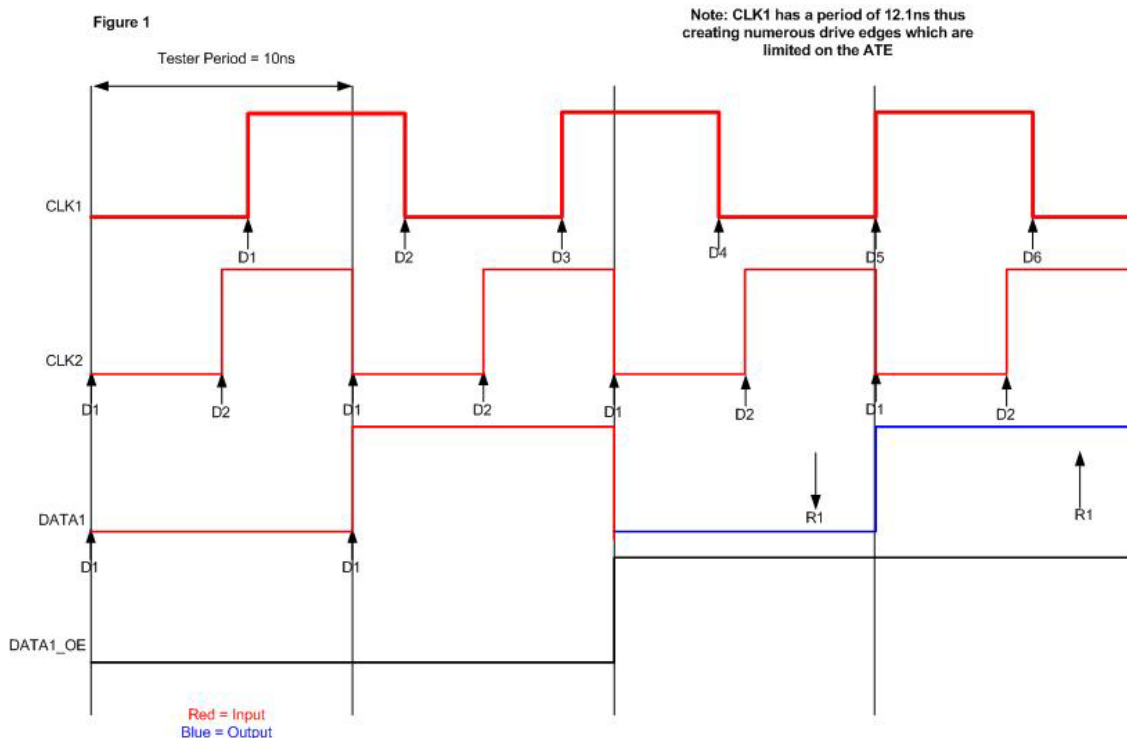 Figure 1
Note: CLK1 has a period of 12.1ns thus
creating numerous drive edges which are
limited on the ATE
Tester Period = 10ns
CLK1
D1
D2
D3
D4
D5
D6
CLK2
D1
D2
D1
D2
D1
D2
D1
D2
DATA1
R1
R1
D1
D1
DATA1_OE
Red = Input
Blue = Output